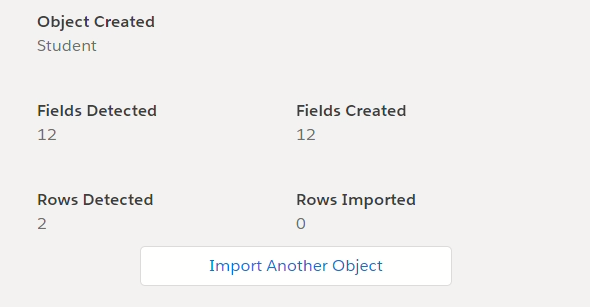 Object Created
Student
Fields Detected
Fields Created
12
12
Rows Detected
Rows Imported
2
0
Import Another Object